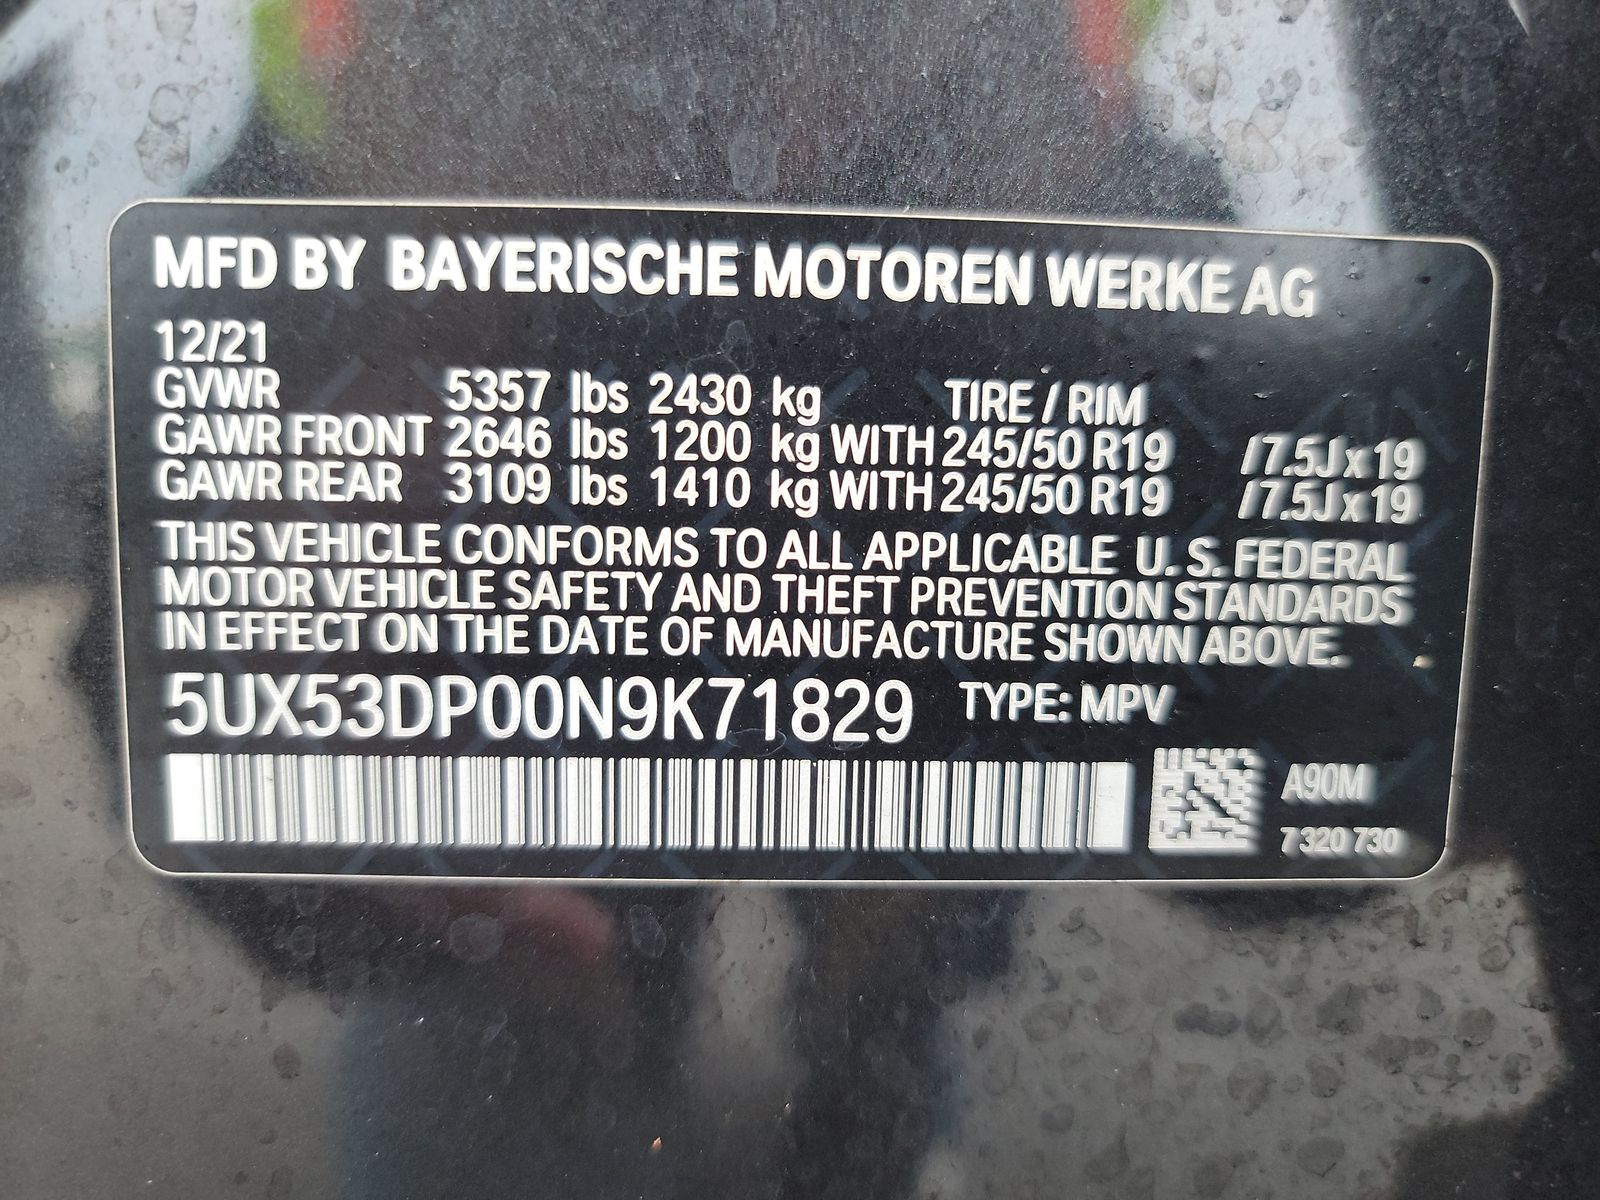 MFD BY BAYERISCHE MOTOREN WERKE AG
12/21
GVWR 5357 lbs 2430 kg TIRE / RIM
GAWR FRONT 2646 lbs 1200 kg WITH 245/50 R19 / 7.5J x 19
GAWR REAR 3109 lbs 1410 kg WITH 245/50 R19 / 7.5J x 19
THIS VEHICLE CONFORMS TO ALL APPLICABLE U. S. FEDERAL
MOTOR VEHICLE SAFETY AND THEFT PREVENTION STANDARDS
IN EFFECT ON THE DATE OF MANUFACTURE SHOWN ABOVE.
5UX53DP00N9K71829 TYPE: MPV
A90M
7 320 730